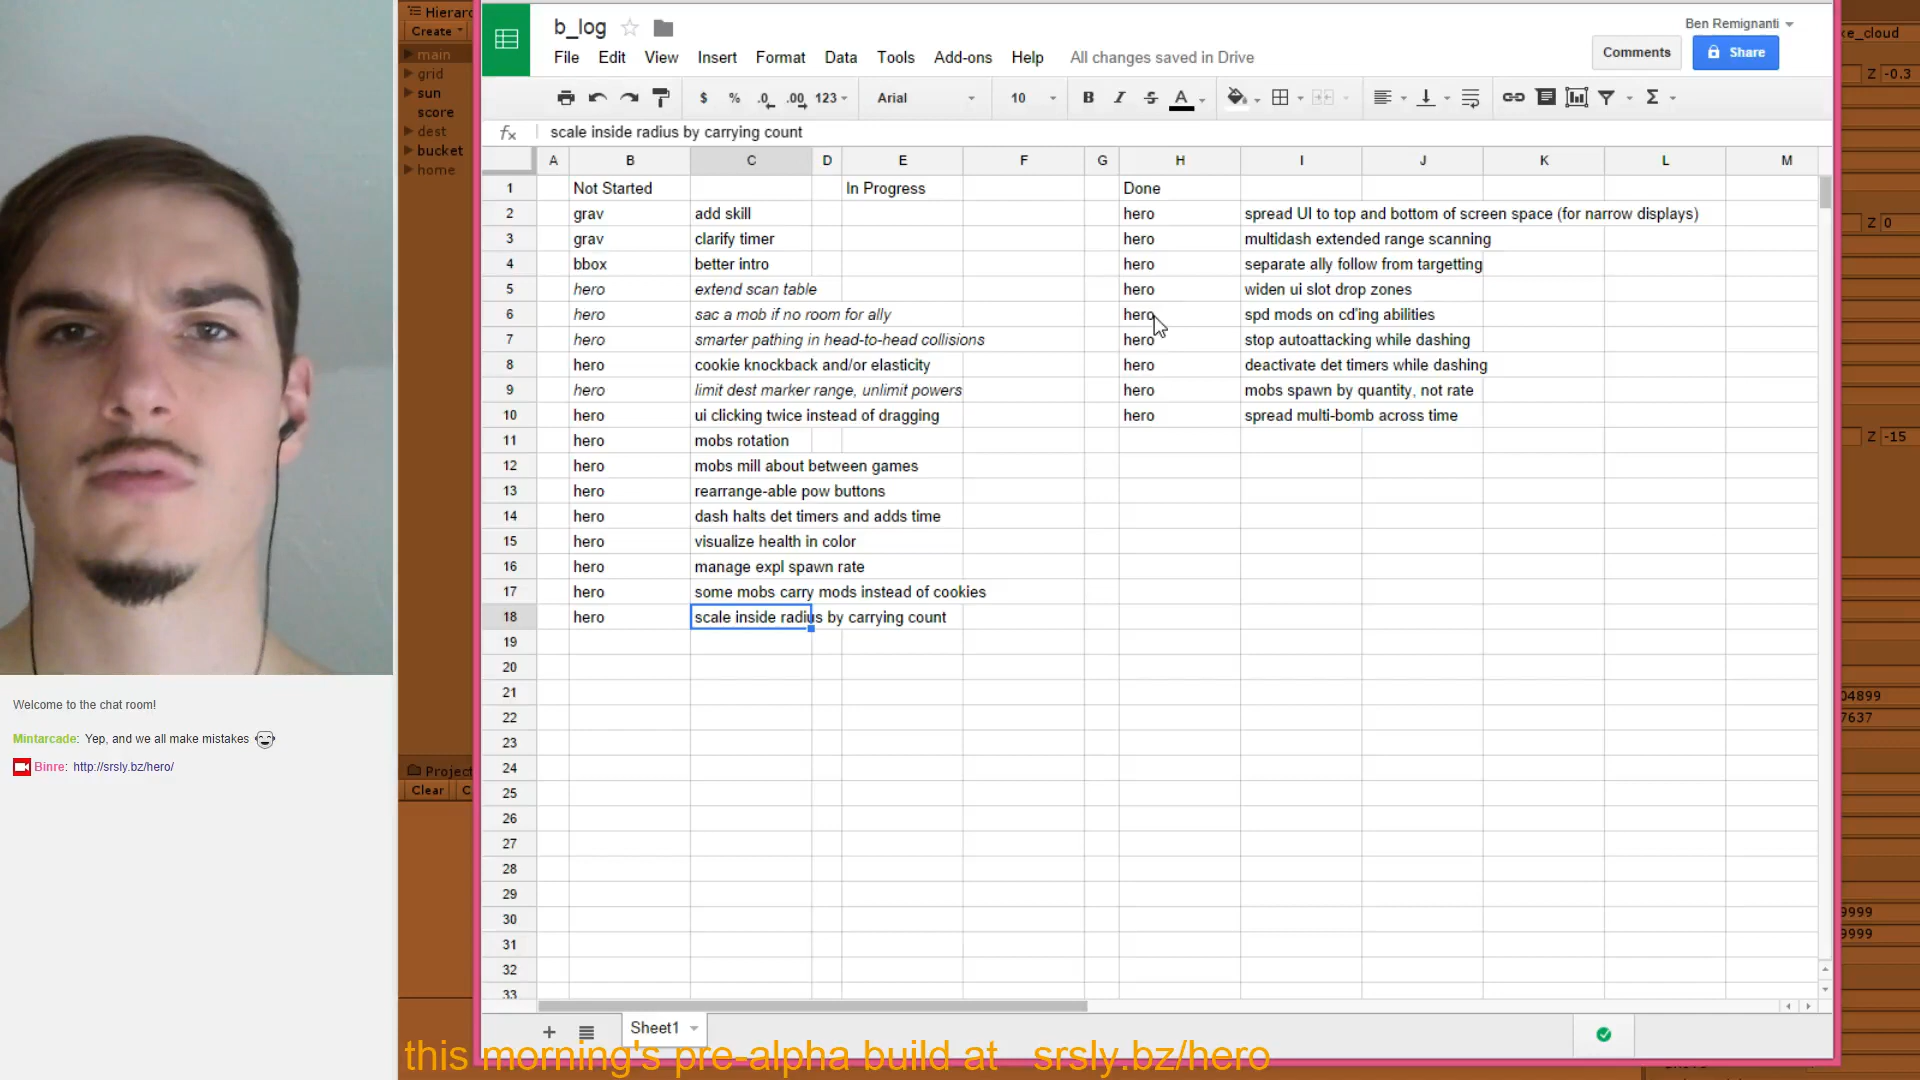 Hierarc
Create
main
grid
sun
score
dest
bucket
home
b_log
Ben Remignanti
File Edit View Insert Format Data Tools Add-ons Help All changes saved in Drive
Comments
Share
$ % .0 .00 123 Arial 10 B I S A Σ
fx scale inside radius by carrying count
A B C D E F G H I J K L M
1 Not Started In Progress Done
2 grav add skill hero spread UI to top and bottom of screen space (for narrow displays)
3 grav clarify timer hero multidash extended range scanning
4 bbox better intro hero separate ally follow from targetting
5 hero extend scan table hero widen ui slot drop zones
6 hero sac a mob if no room for ally hero spd mods on cd'ing abilities
7 hero smarter pathing in head-to-head collisions hero stop autoattacking while dashing
8 hero cookie knockback and/or elasticity hero deactivate det timers while dashing
9 hero limit dest marker range, unlimit powers hero mobs spawn by quantity, not rate
10 hero ui clicking twice instead of dragging hero spread multi-bomb across time
11 hero mobs rotation
12 hero mobs mill about between games
13 hero rearrange-able pow buttons
14 hero dash halts det timers and adds time
15 hero visualize health in color
16 hero manage expl spawn rate
17 hero some mobs carry mods instead of cookies
18 hero scale inside radius by carrying count
19
20
21
22
23
24
25
26
27
28
29
30
31
32
33
Sheet1
ke_cloud
Z -0.3
Z 0
Z -15
04899
7637
9999
9999
Project
Clear C
Welcome to the chat room!
Mintarcade: Yep, and we all make mistakes
Binre: http://srsly.bz/hero/
this morning's pre-alpha build at srsly.bz/hero